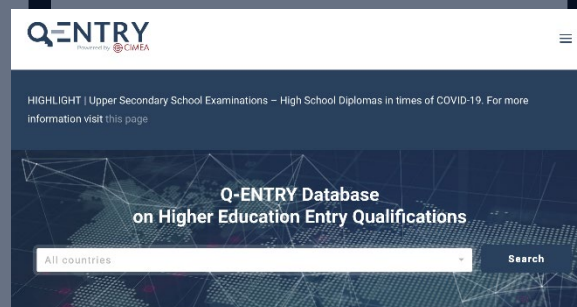 Q-ENTRY
Powered by CIMEA
HIGHLIGHT | Upper Secondary School Examinations – High School Diplomas in times of COVID-19. For more
information visit this page
Q-ENTRY Database
on Higher Education Entry Qualifications
All countries
Search